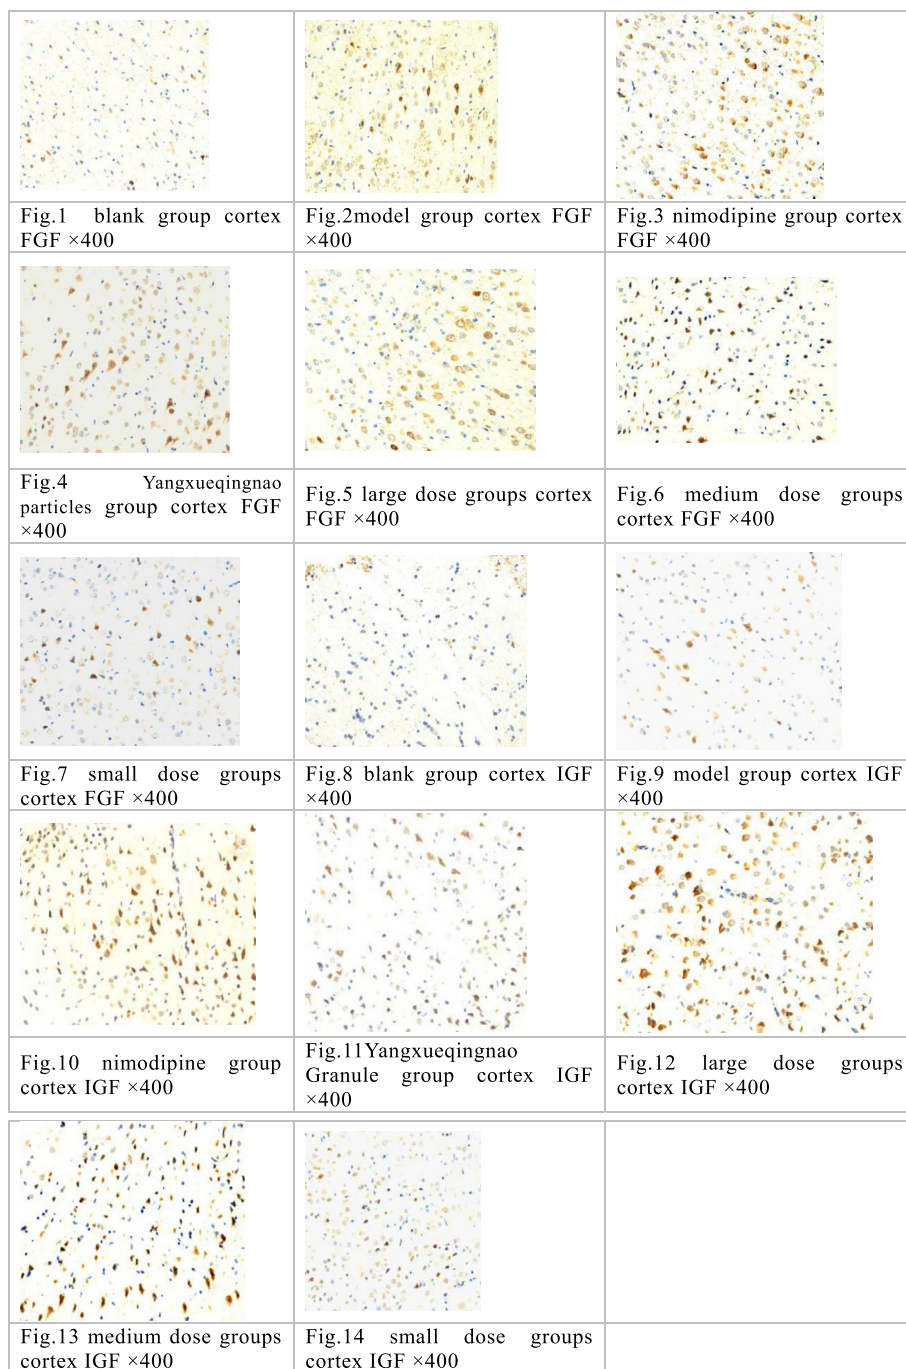 Fig.1 blank group cortex
FGF ×400
Fig.2model group cortex FGF
×400
Fig.3 nimodipine group cortex
FGF ×400
Fig.4 Yangxueqingnao
particles group cortex FGF
×400
Fig.5 large dose groups cortex
FGF ×400
Fig.6 medium dose groups
cortex FGF ×400
Fig.7 small dose groups
cortex FGF ×400
Fig.8 blank group cortex IGF
×400
Fig.9 model group cortex IGF
×400
Fig.10 nimodipine group
cortex IGF ×400
Fig.11Yangxueqingnao
Granule group cortex IGF
×400
Fig.12 large dose groups
cortex IGF ×400
Fig.13 medium dose groups
cortex IGF ×400
Fig.14 small dose groups
cortex IGF ×400